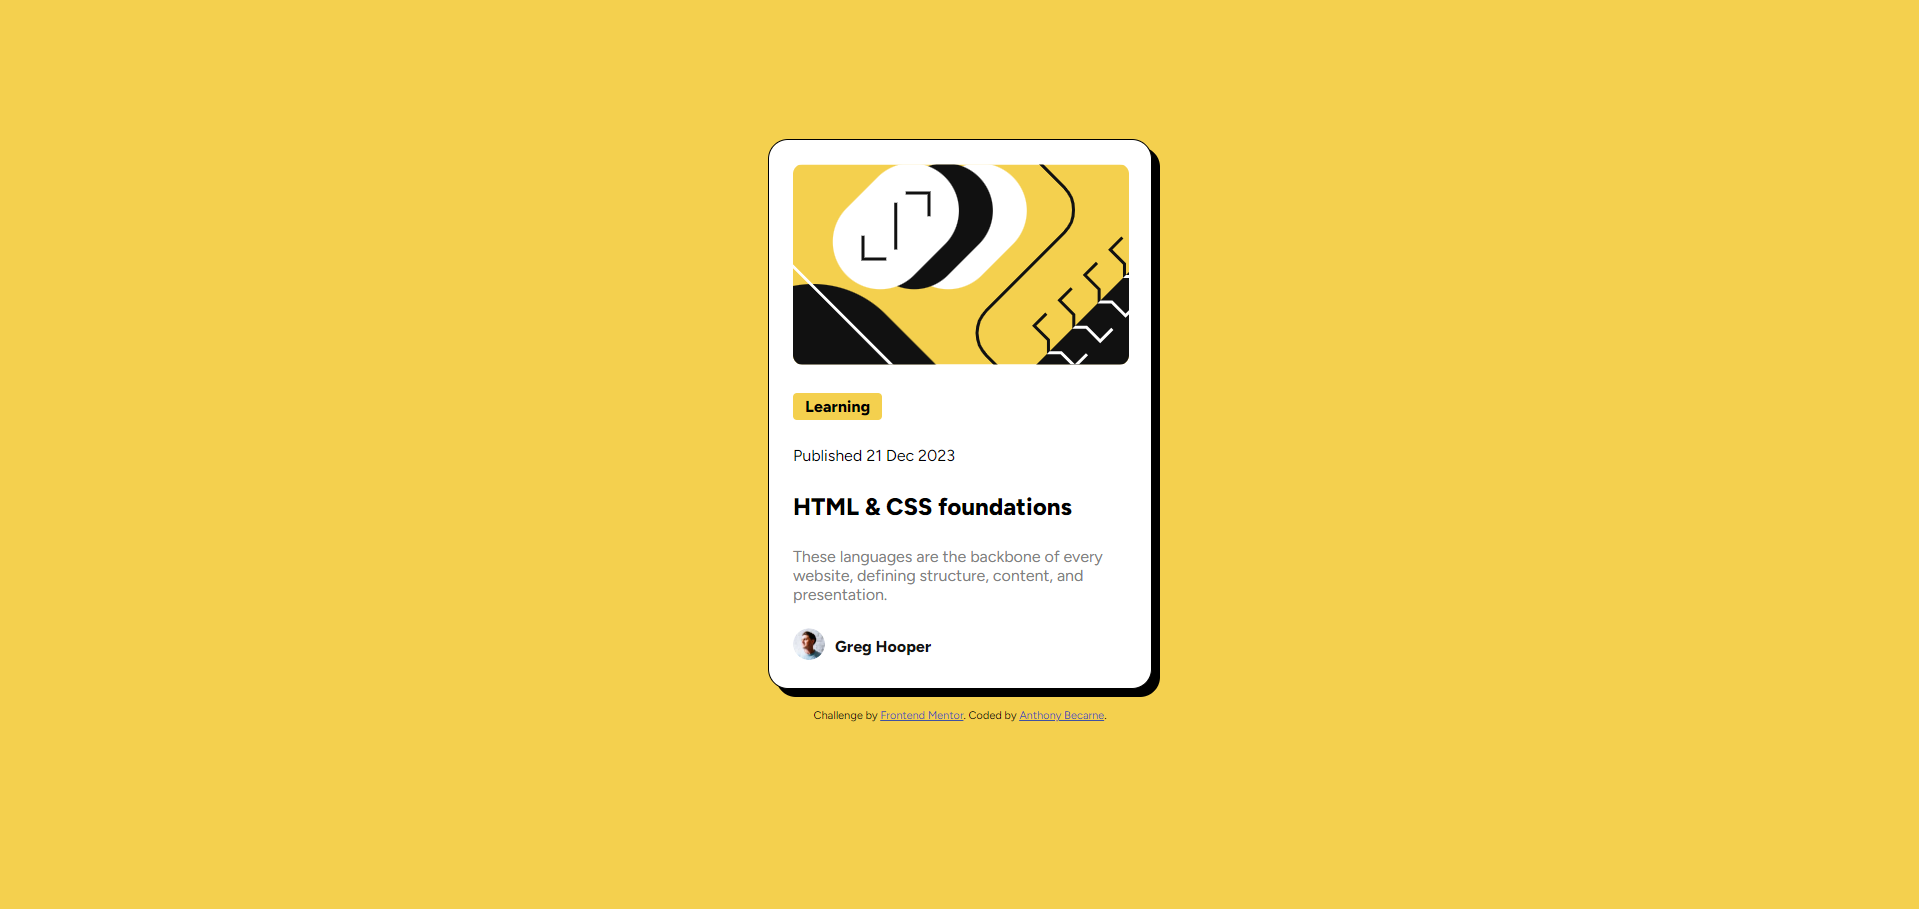 Learning
Published 21 Dec 2023
HTML & CSS foundations
These languages are the backbone of every
website, defining structure, content, and
presentation.
Greg Hooper
Challenge by Frontend Mentor. Coded by Anthony Becarne.